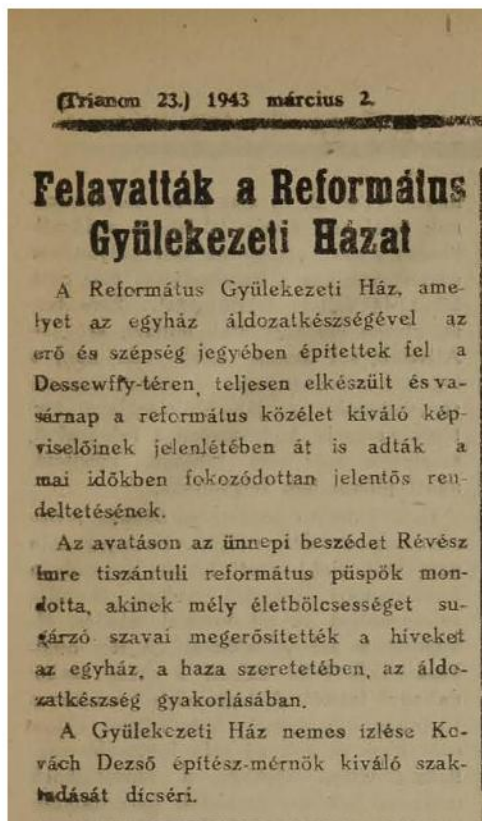 (Trianon 23.) 1943 március 2.
Felavatták a Református
Gyülekezeti Házat
A Református Gyülekezeti Ház, ame-
lyet az egyház áldozatkészségével az
erő és szépség jegyében építettek fel a
Dessewffy-téren, teljesen elkészült és va-
sárnap a református közélet kiváló kép-
viselőinek jelenlétében át is adták a
mai időkben fokozódottan jelentős ren-
deltetésének.
Az avatáson az ünnepi beszédet Révész
Imre tiszántuli református püspök mon-
dotta, akinek mély életbölcsességet su-
gárzó szavai megerősítették a híveket
az egyház, a haza szeretetében, az áldo-
zatkészség gyakorlásában.
A Gyülekezeti Ház nemes ízlése Ko-
vách Dezső építész-mérnök kiváló szak-
tudását dícséri.